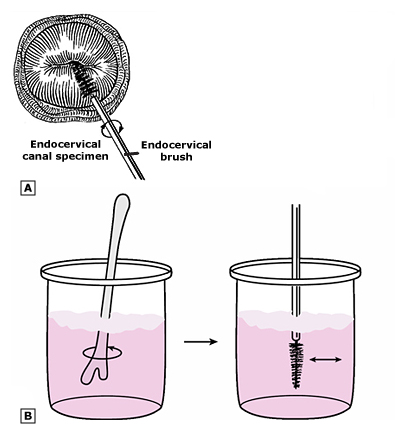 Endocervical
canal specimen
Endocervical
brush
A
B